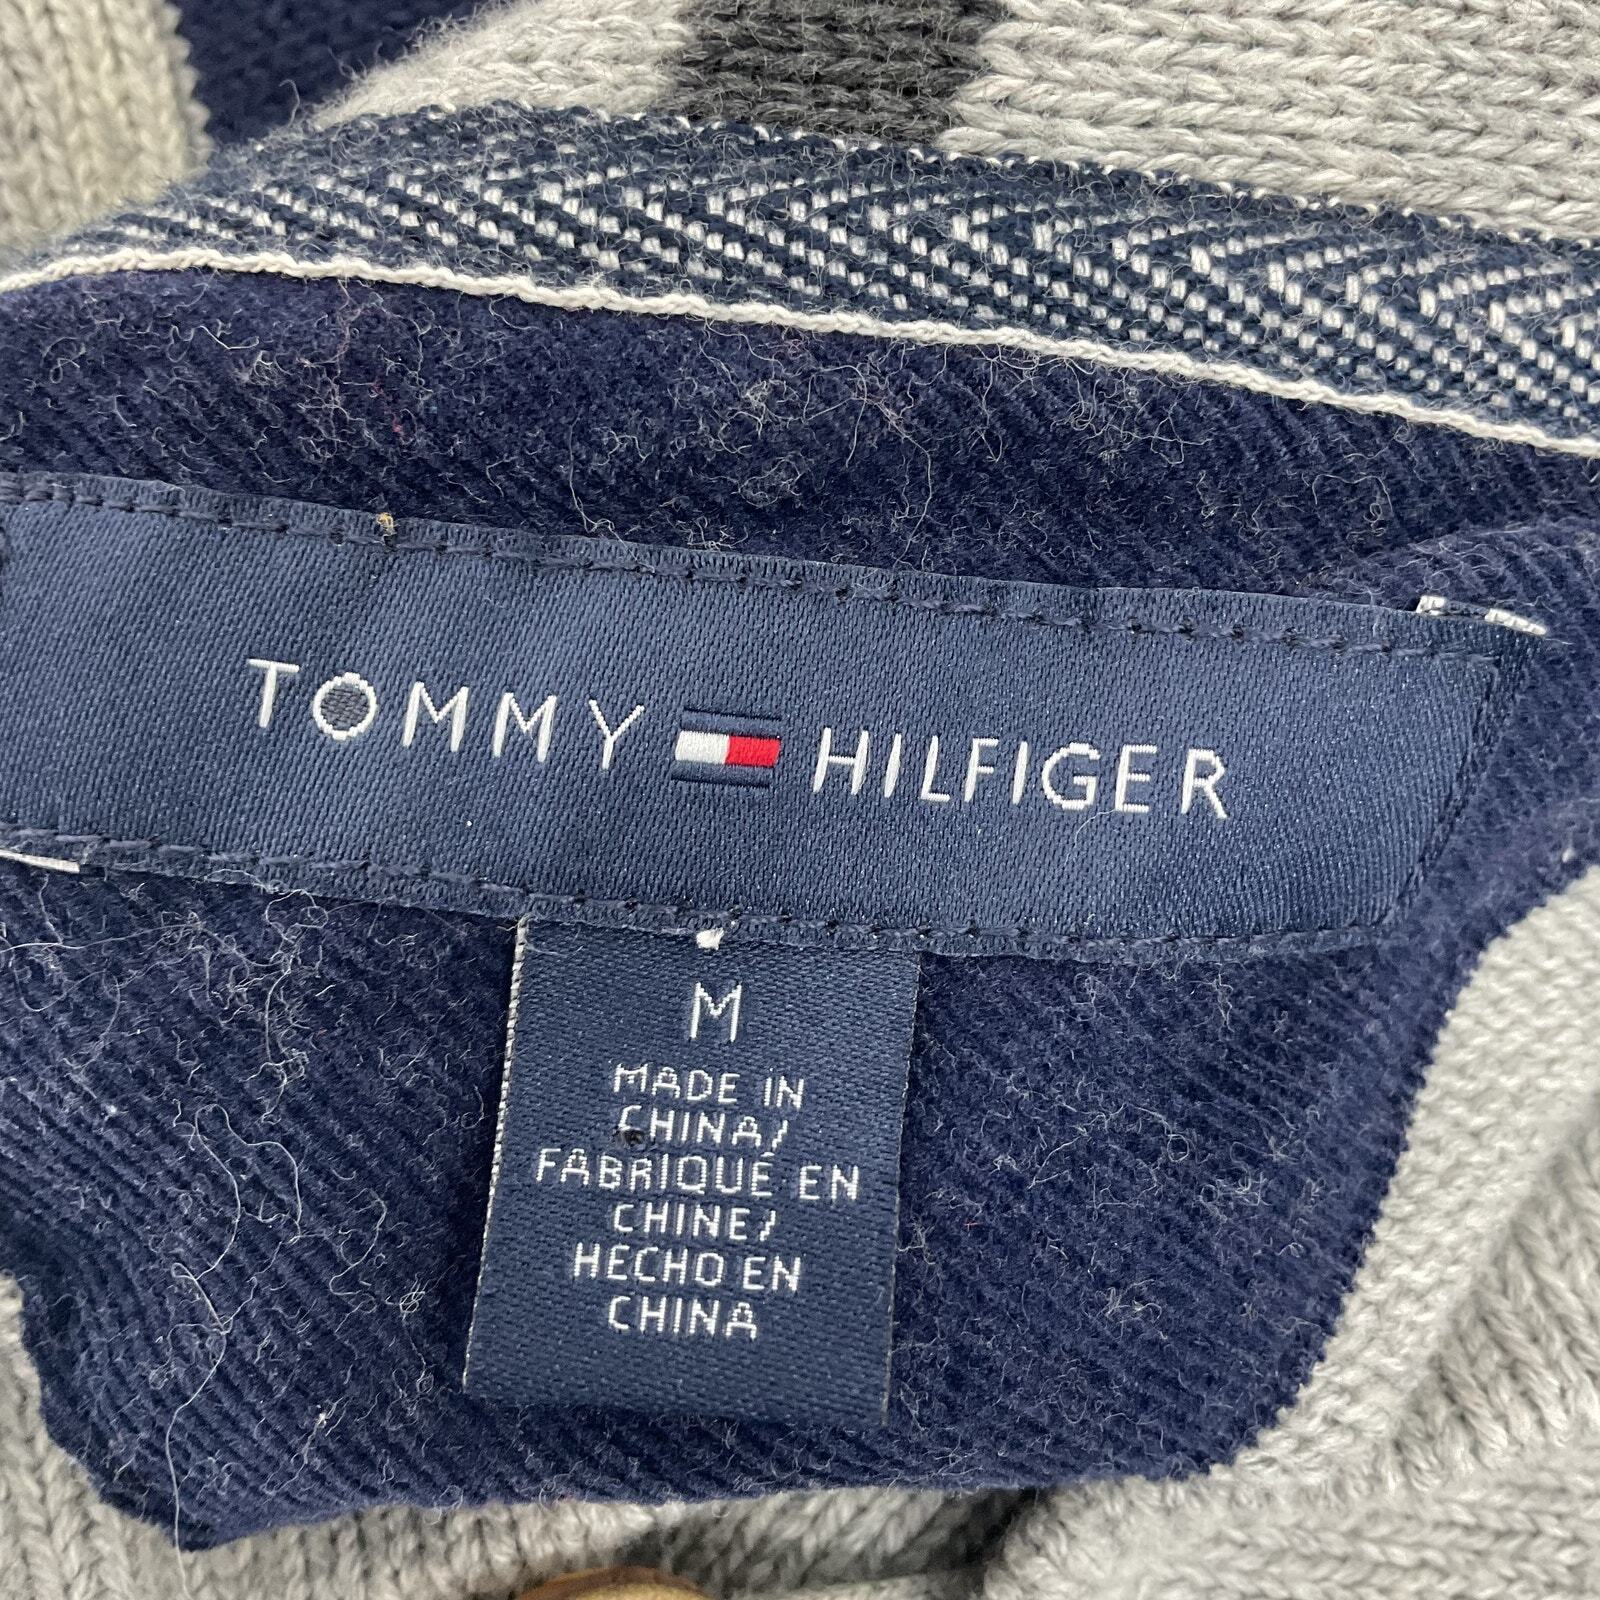 TOMMY HILFIGER
M
MADE IN
CHINA/
FABRIQUÉ EN
CHINE/
HECHO EN
CHINA